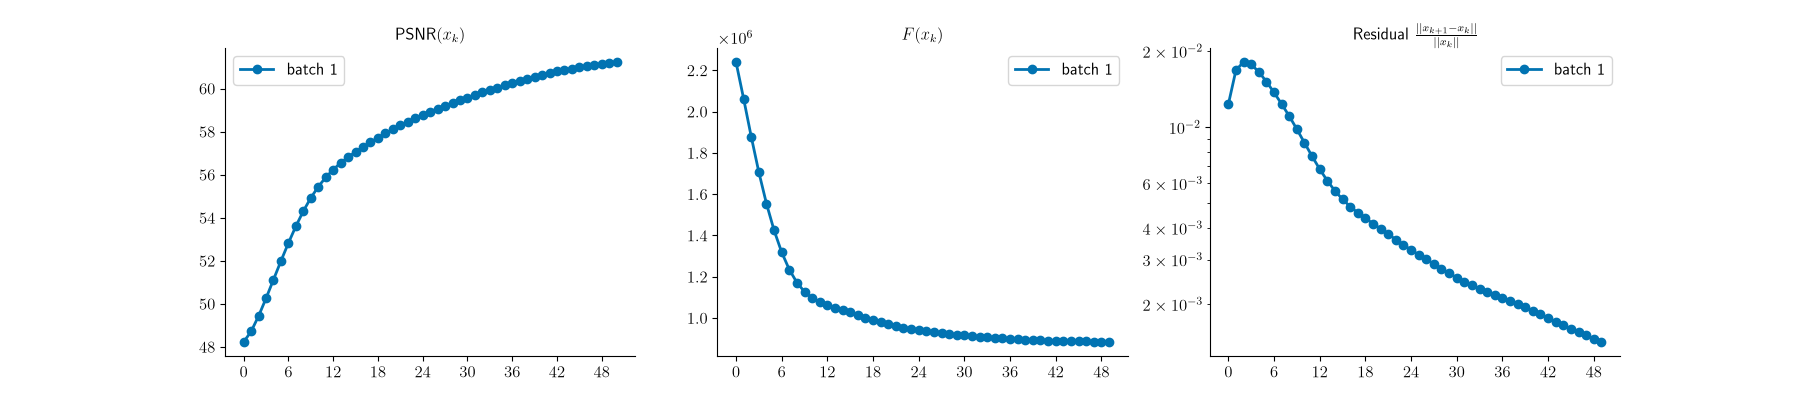 PSNR(x_k)
batch 1
60
58
56
54
52
50
48
0 6 12 18 24 30 36 42 48
F(x_k)
×10^6
batch 1
2.2
2.0
1.8
1.6
1.4
1.2
1.0
0 6 12 18 24 30 36 42 48
Residual ||x_{k+1}−x_k|| / ||x_k||
batch 1
2 × 10^{−2}
10^{−2}
6 × 10^{−3}
4 × 10^{−3}
3 × 10^{−3}
2 × 10^{−3}
0 6 12 18 24 30 36 42 48